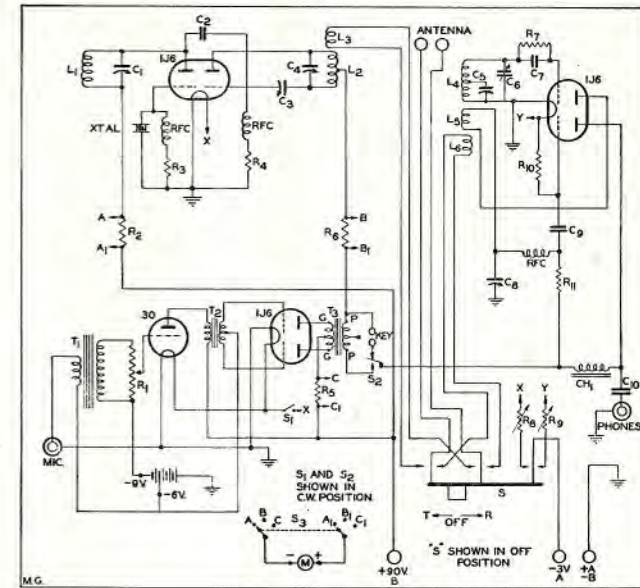 C2
IJ6
L1
C1
C4
L3
L2
C3
XTAL
RFC
X
RFC
R3
R4
A
A1
R2
B
B1
R6
ANTENNA
R7
C7
L4
C5
C6
IJ6
L5
L6
Y
R10
C9
RFC
C8
R11
T1
30
T2
IJ6
T3
G
G
P
P
KEY
S2
R1
C
C1
R5
S1
X
MIC.
-9V.
-6V.
CH1
C10
PHONES
X
Y
R8
R9
S
T
OFF
R
"S" SHOWN IN OFF
POSITION
S1 AND S2
SHOWN IN
C.W. POSITION
B
A
C
S3
B1
A1
C1
- M +
+90V.
B
-3V
A
+A
-B
M.G.